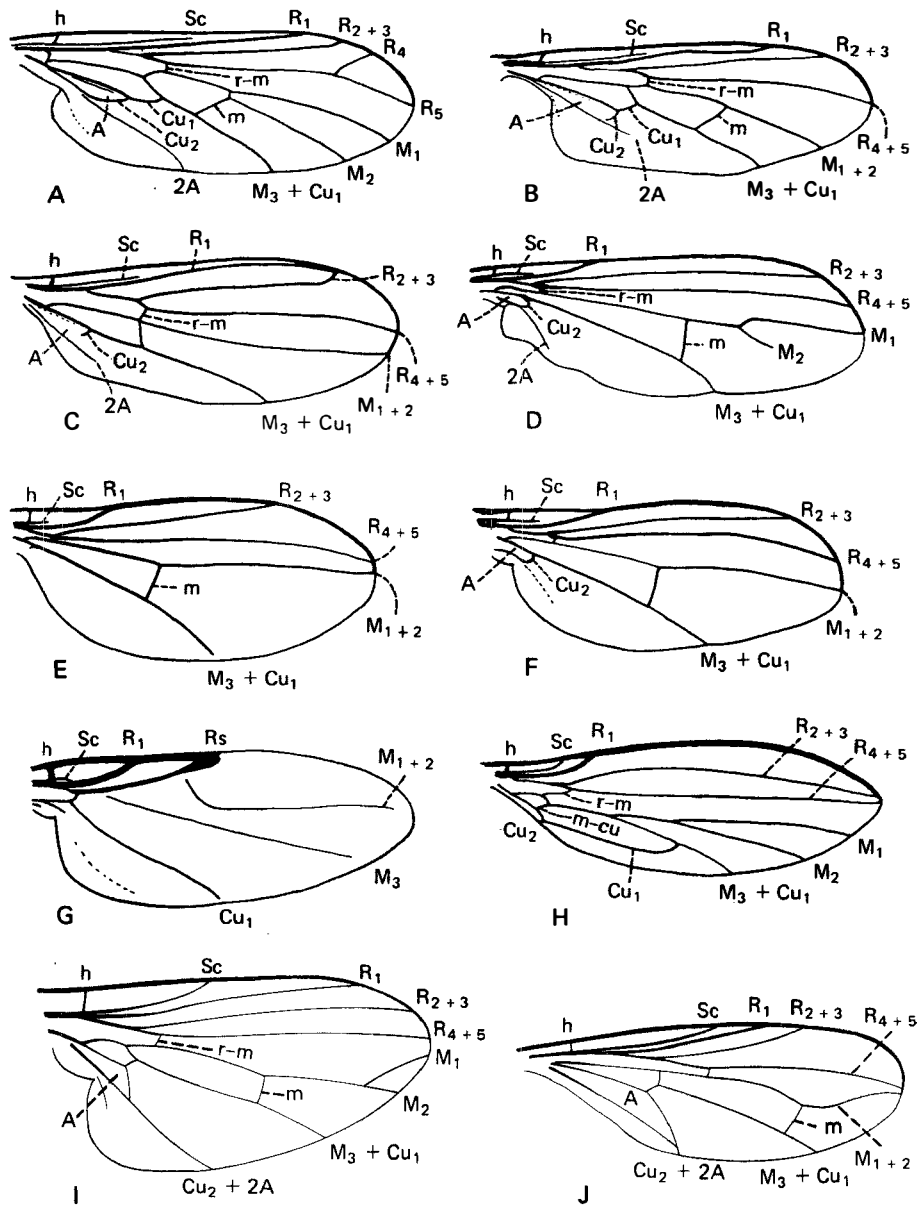 h Sc R1 R2 + 3 R4
r-m
A Cu1 Cu2 m R5
M1
M2
2A M3 + Cu1
A
h Sc R1 R2 + 3
r-m
A Cu2 Cu1 m
R4 + 5
M1 + 2
2A M3 + Cu1
B
h Sc R1 R2 + 3
r-m
A Cu2
2A R4 + 5
M1 + 2
M3 + Cu1
C
h Sc R1 R2 + 3
r-m R4 + 5
A Cu2 m M1
M2
2A
M3 + Cu1
D
h Sc R1 R2 + 3
R4 + 5
m
M1 + 2
M3 + Cu1
E
h Sc R1 R2 + 3
R4 + 5
A Cu2
M1 + 2
M3 + Cu1
F
h Sc R1 Rs
M1 + 2
M3
Cu1
G
h Sc R1 R2 + 3
R4 + 5
r-m
m-cu
Cu2
M1
M2
Cu1 M3 + Cu1
H
h Sc R1
R2 + 3
R4 + 5
r-m M1
A m M2
M3 + Cu1
Cu2 + 2A
I
h Sc R1 R2 + 3 R4 + 5
A m
M1 + 2
Cu2 + 2A M3 + Cu1
J